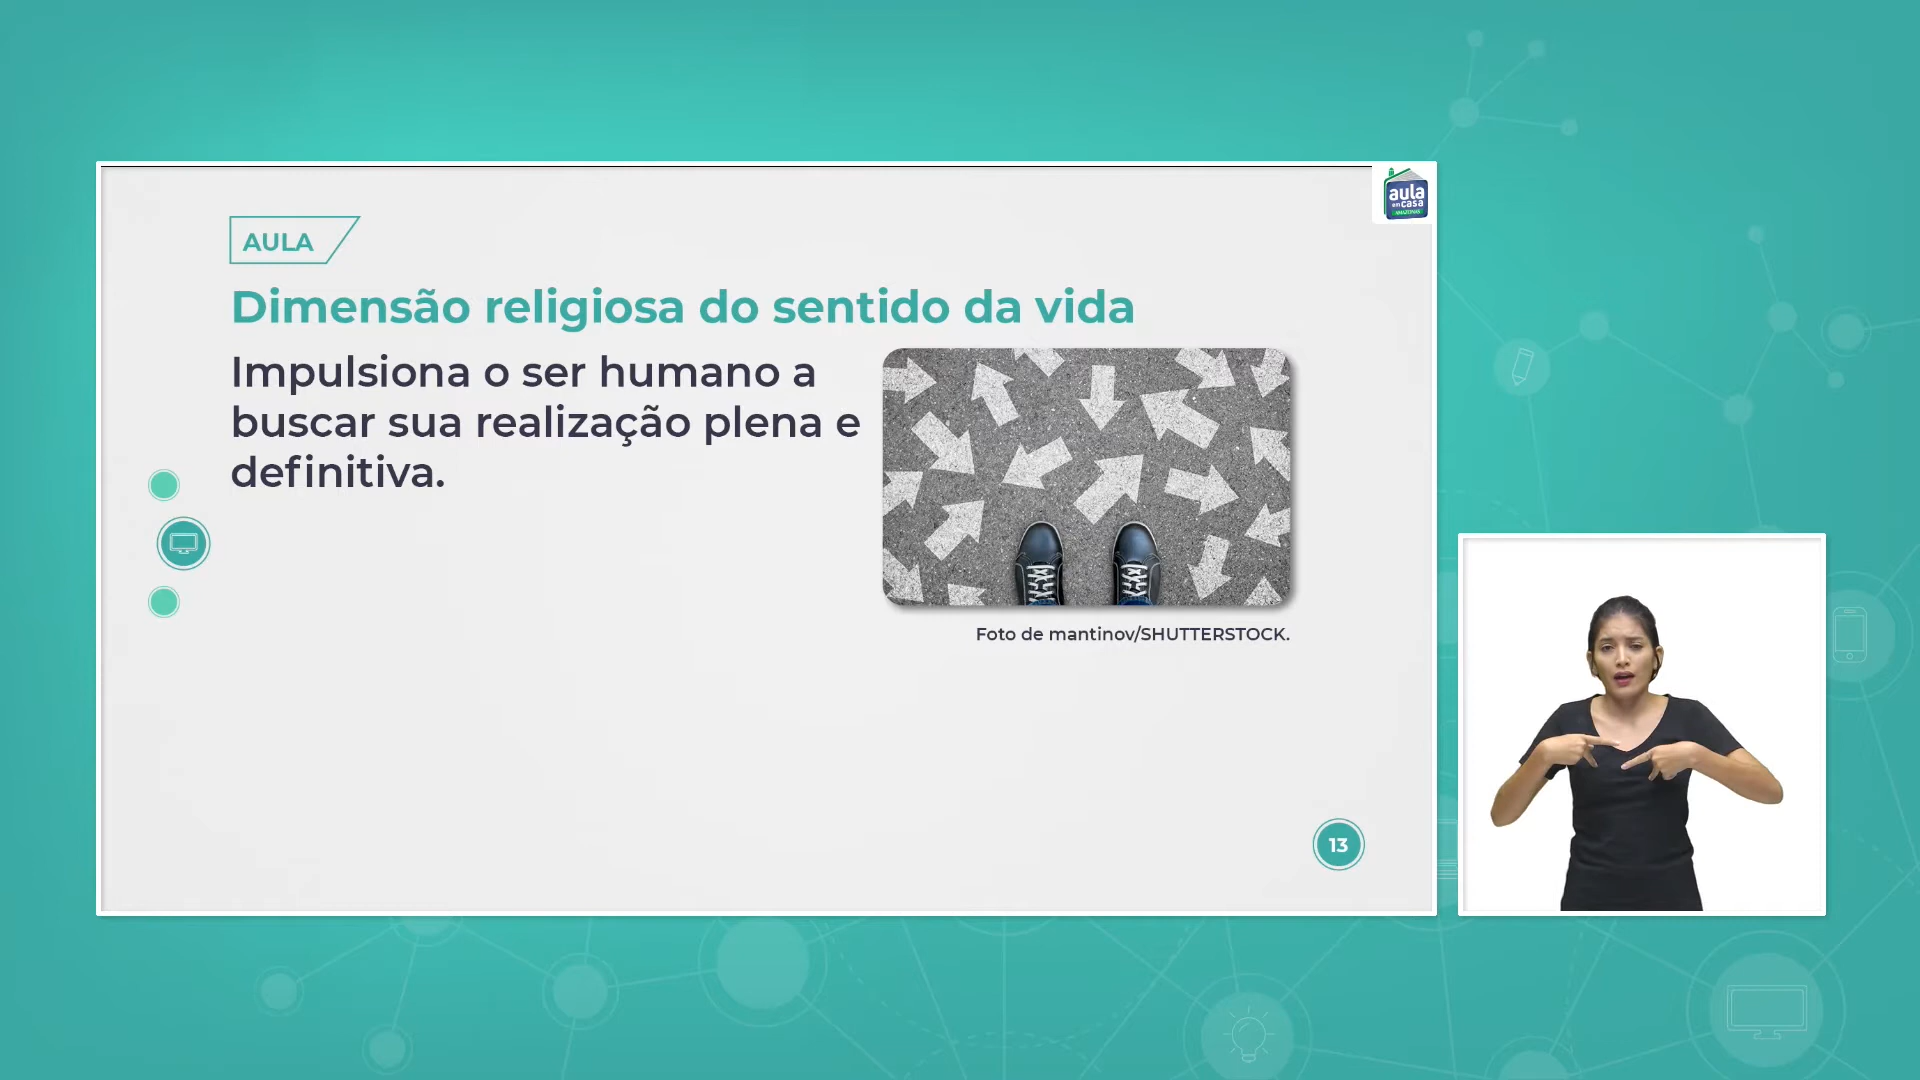 aula
em casa
AMAZONAS
AULA
Dimensão religiosa do sentido da vida
Impulsiona o ser humano a
buscar sua realização plena e
definitiva.
Foto de mantinov/SHUTTERSTOCK.
13